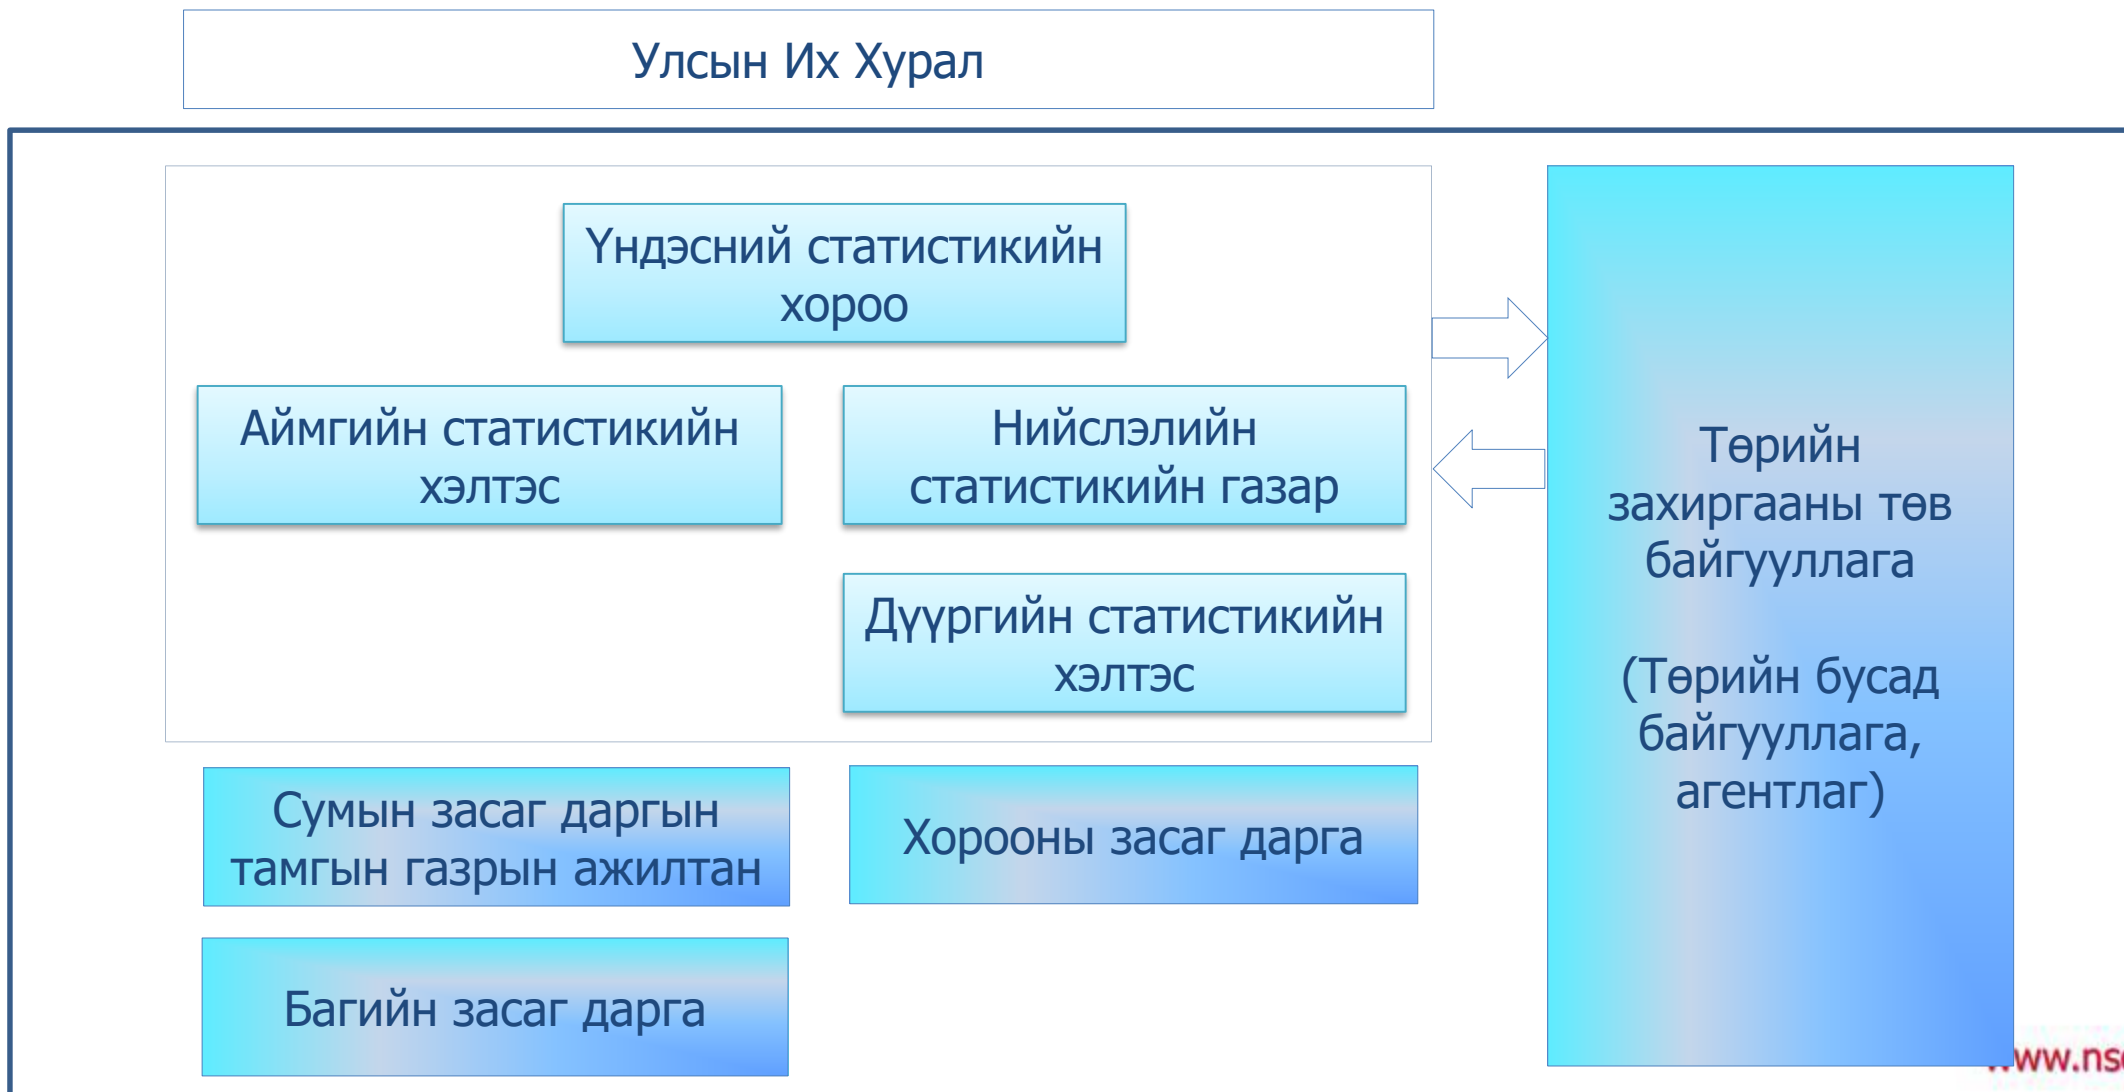 Улсын Их Хурал
Үндэсний статистикийн
хороо
Аймгийн статистикийн
хэлтэс
Нийслэлийн
статистикийн газар
Дүүргийн статистикийн
хэлтэс
Сумын засаг даргын
тамгын газрын ажилтан
Хорооны засаг дарга
Багийн засаг дарга
Төрийн
захиргааны төв
байгууллага
(Төрийн бусад
байгууллага,
агентлаг)